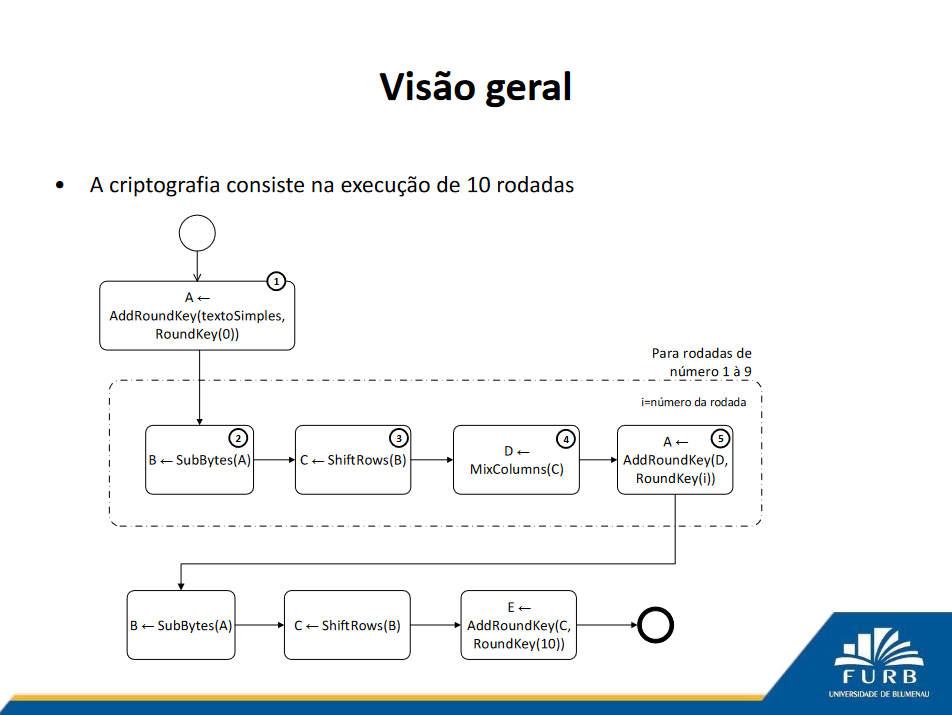 Visão geral
• A criptografia consiste na execução de 10 rodadas
1
A ←
AddRoundKey(textoSimples,
RoundKey(0))
Para rodadas de
número 1 à 9
i=número da rodada
2
B ← SubBytes(A)
3
C ← ShiftRows(B)
4
D ←
MixColumns(C)
5
A ←
AddRoundKey(D,
RoundKey(i))
B ← SubBytes(A)
C ← ShiftRows(B)
E ←
AddRoundKey(C,
RoundKey(10))
FURB
UNIVERSIDADE DE BLUMENAU